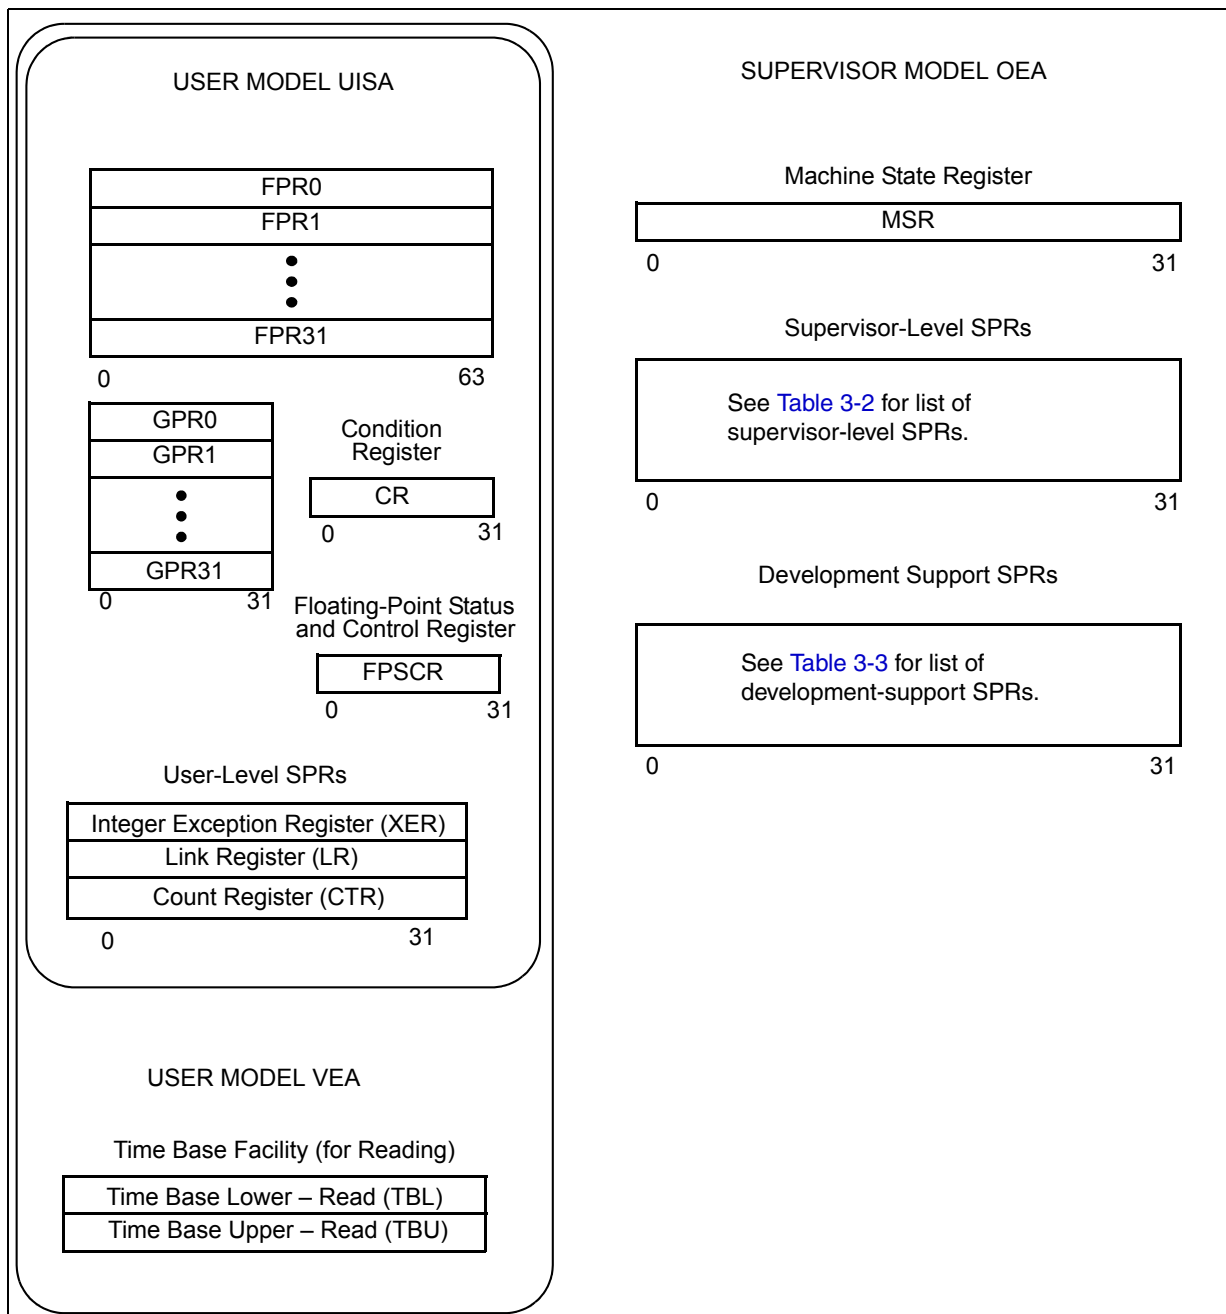 USER MODEL UISA
FPR0
FPR1
FPR31
0 63
GPR0
GPR1
GPR31
0 31
Condition
Register
CR
0 31
Floating-Point Status
and Control Register
FPSCR
0 31
User-Level SPRs
Integer Exception Register (XER)
Link Register (LR)
Count Register (CTR)
0 31
USER MODEL VEA
Time Base Facility (for Reading)
Time Base Lower – Read (TBL)
Time Base Upper – Read (TBU)
SUPERVISOR MODEL OEA
Machine State Register
MSR
0 31
Supervisor-Level SPRs
See Table 3-2 for list of
supervisor-level SPRs.
0 31
Development Support SPRs
See Table 3-3 for list of
development-support SPRs.
0 31